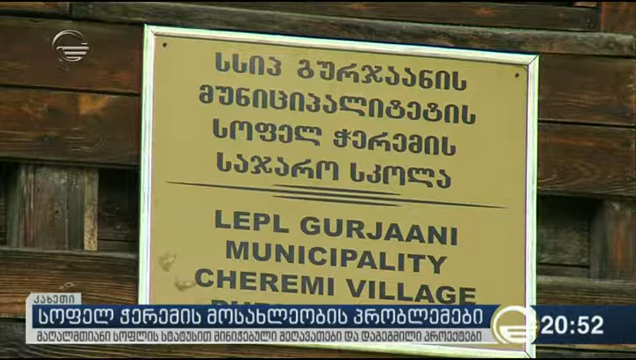 სსიპ გურჯაანის
მუნიციპალიტეტის
სოფელ ჭერემის
საჯარო სკოლა
LEPL GURJAANI
MUNICIPALITY
CHEREMI VILLAGE
კახეთი
სოფელ ჭერემის მოსახლეობის პრობლემები
მაღალმთიანი სოფლის სტატუსით მინიჭებული შეღავათები და დაგეგმილი პროექტები
20:52